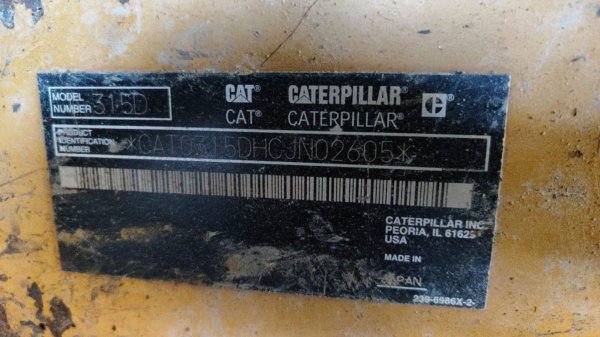 MODEL NUMBER 315D
CAT® CATERPILLAR® C
CAT® CATERPILLAR®
PRODUCT IDENTIFICATION NUMBER *CAT0315DHCJN02605*
CATERPILLAR INC.
PEORIA, IL 61629
USA
MADE IN
JAPAN
239-6986X-2-